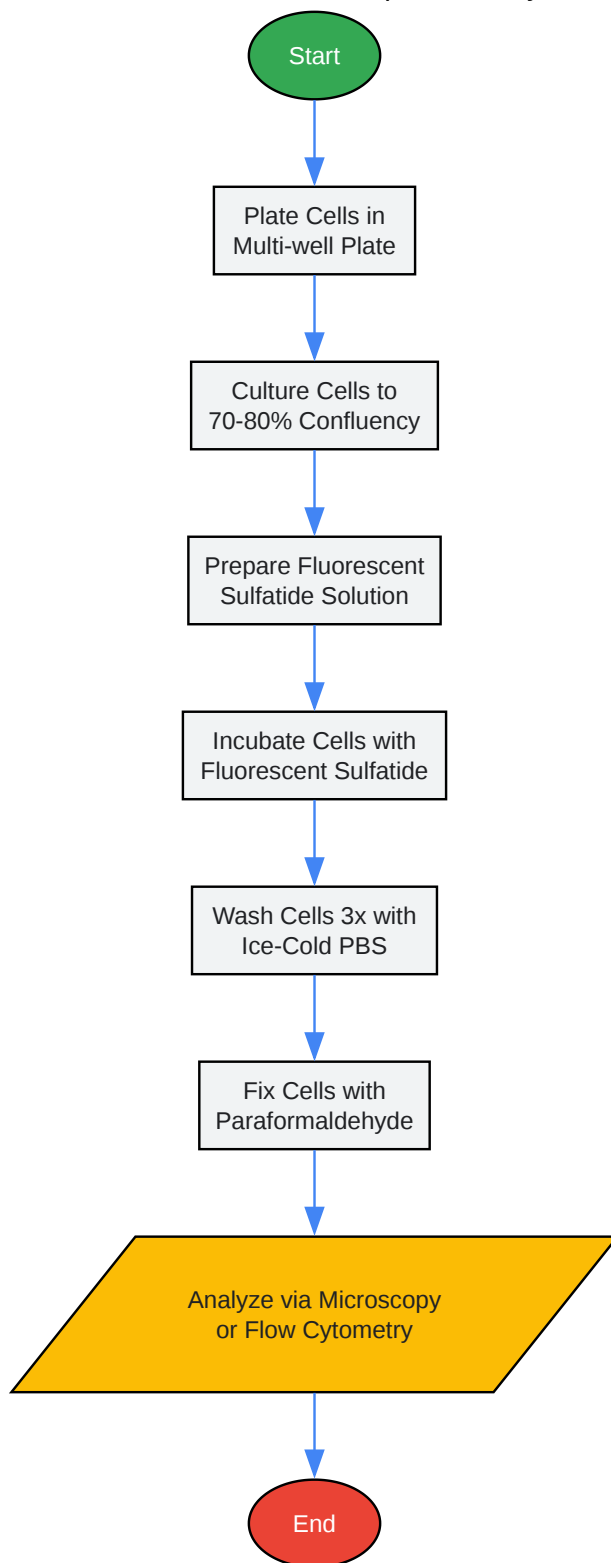 Start
Plate Cells in
Multi-well Plate
Culture Cells to
70-80% Confluency
Prepare Fluorescent
Sulfatide Solution
Incubate Cells with
Fluorescent Sulfatide
Wash Cells 3x with
Ice-Cold PBS
Fix Cells with
Paraformaldehyde
Analyze via Microscopy
or Flow Cytometry
End